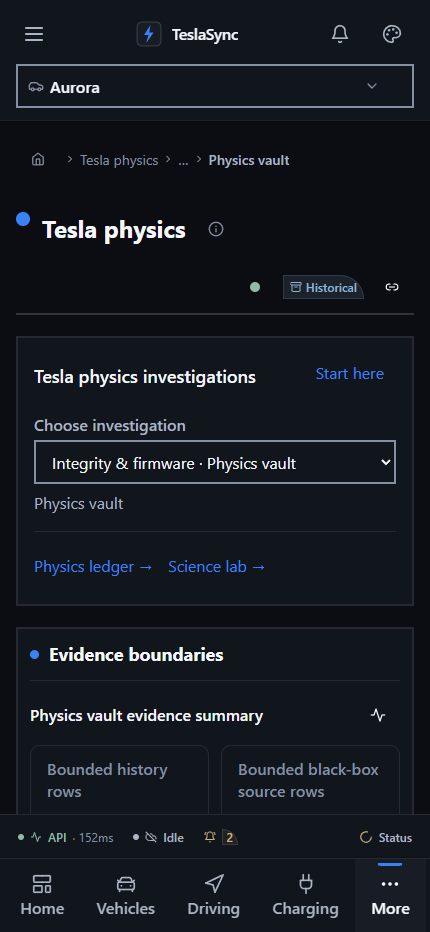 TeslaSync
Aurora
Tesla physics
...
Physics vault
Tesla physics
Historical
Tesla physics investigations
Start here
Choose investigation
Integrity & firmware · Physics vault
Physics vault
Physics ledger →
Science lab →
Evidence boundaries
Physics vault evidence summary
Bounded history
rows
Bounded black-box
source rows
API · 152ms
Idle
2
Status
Home
Vehicles
Driving
Charging
More